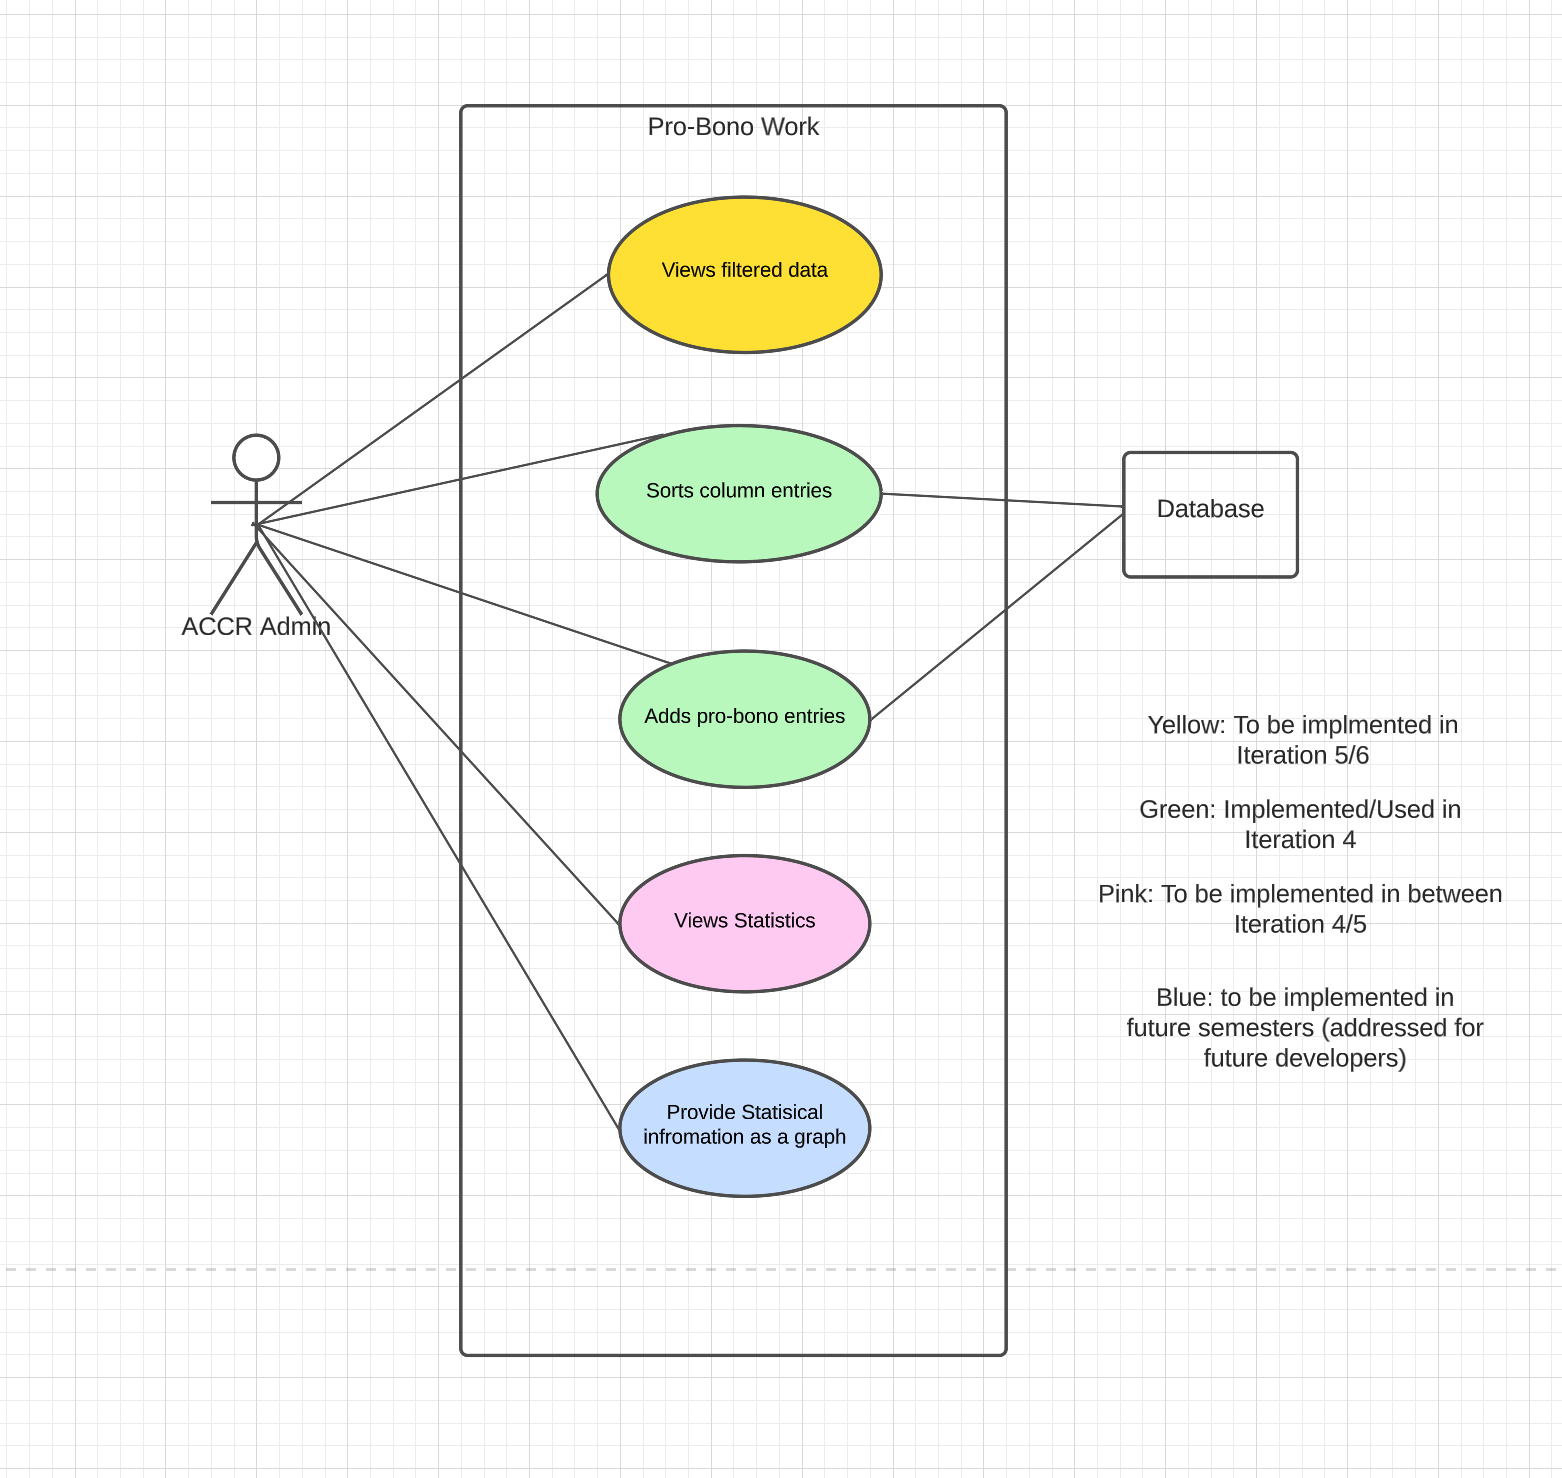 Pro-Bono Work
Views filtered data
Sorts column entries
Database
ACCR Admin
Adds pro-bono entries
Yellow: To be implmented in
Iteration 5/6
Green: Implemented/Used in
Iteration 4
Pink: To be implemented in between
Iteration 4/5
Views Statistics
Blue: to be implemented in
future semesters (addressed for
future developers)
Provide Statisical
infromation as a graph